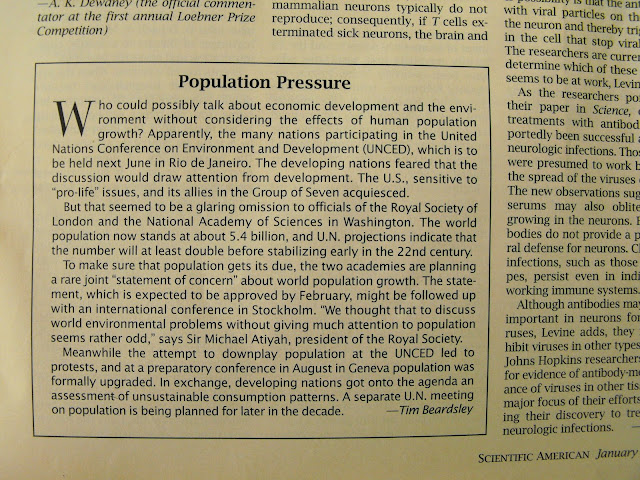 —A. K. Dewaney (the official commen-
tator at the first annual Loebner Prize
Competition)
mammalian neurons typically do not
reproduce; consequently, if T cells ex-
terminated sick neurons, the brain and
Population Pressure
Who could possibly talk about economic development and the envi-
ronment without considering the effects of human population
growth? Apparently, the many nations participating in the United
Nations Conference on Environment and Development (UNCED), which is to
be held next June in Rio de Janeiro. The developing nations feared that the
discussion would draw attention from development. The U.S., sensitive to
"pro-life" issues, and its allies in the Group of Seven acquiesced.
But that seemed to be a glaring omission to officials of the Royal Society of
London and the National Academy of Sciences in Washington. The world
population now stands at about 5.4 billion, and U.N. projections indicate that
the number will at least double before stabilizing early in the 22nd century.
To make sure that population gets its due, the two academies are planning
a rare joint "statement of concern" about world population growth. The state-
ment, which is expected to be approved by February, might be followed up
with an international conference in Stockholm. "We thought that to discuss
world environmental problems without giving much attention to population
seems rather odd," says Sir Michael Atiyah, president of the Royal Society.
Meanwhile the attempt to downplay population at the UNCED led to
protests, and at a preparatory conference in August in Geneva population was
formally upgraded. In exchange, developing nations got onto the agenda an
assessment of unsustainable consumption patterns. A separate U.N. meeting
on population is being planned for later in the decade. —Tim Beardsley
with viral particles on th
the neuron and thereby trig
in the cell that stop viral
The researchers are curren
determine which of these
seems to be at work, Levin
As the researchers po
their paper in Science,
treatments with antibod
portedly been successful
neurologic infections. Thos
were presumed to work b
the spread of the viruses
The new observations sug
serums may also oblite
growing in the neurons.
bodies do not provide a p
ral defense for neurons. C
infections, such as those
pes, persist even in indi
working immune systems.
Although antibodies may
important in neurons for
ruses, Levine adds, they
hibit viruses in other types
Johns Hopkins researchers
for evidence of antibody-m
ance of viruses in other tis
major focus of their efforts
ing their discovery to tre
neurologic infections. —
SCIENTIFIC AMERICAN January